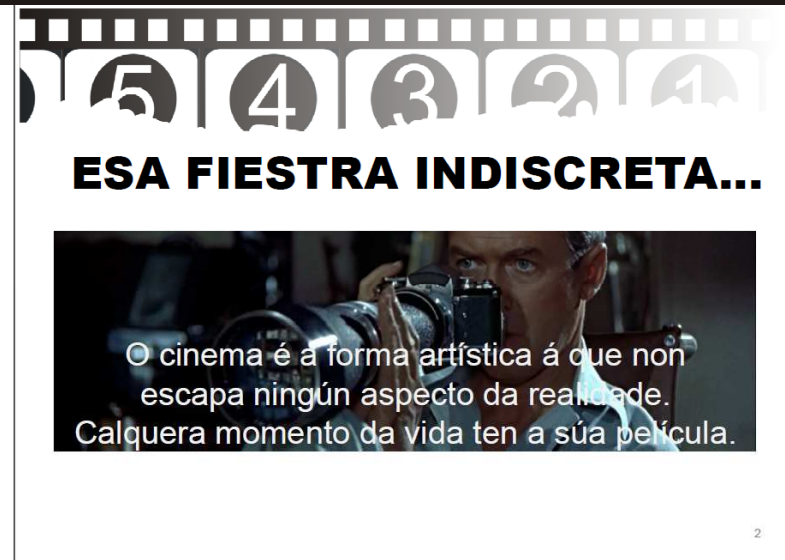 5 4 3 2 1
ESA FIESTRA INDISCRETA...
O cinema é a forma artística á que non
escapa ningún aspecto da realidade.
Calquera momento da vida ten a súa película.
2